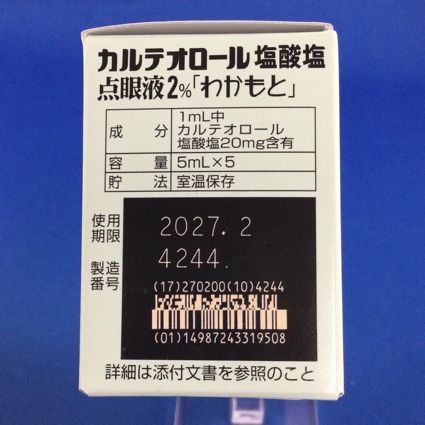 カルテオロール塩酸塩
点眼液2%「わかもと」
成 分 1mL中
カルテオロール
塩酸塩20mg含有
容 量 5mL×5
貯 法 室温保存
使用期限 2027.2
製造番号 4244
(17)270200(10)4244
(01)14987243319508
詳細は添付文書を参照のこと